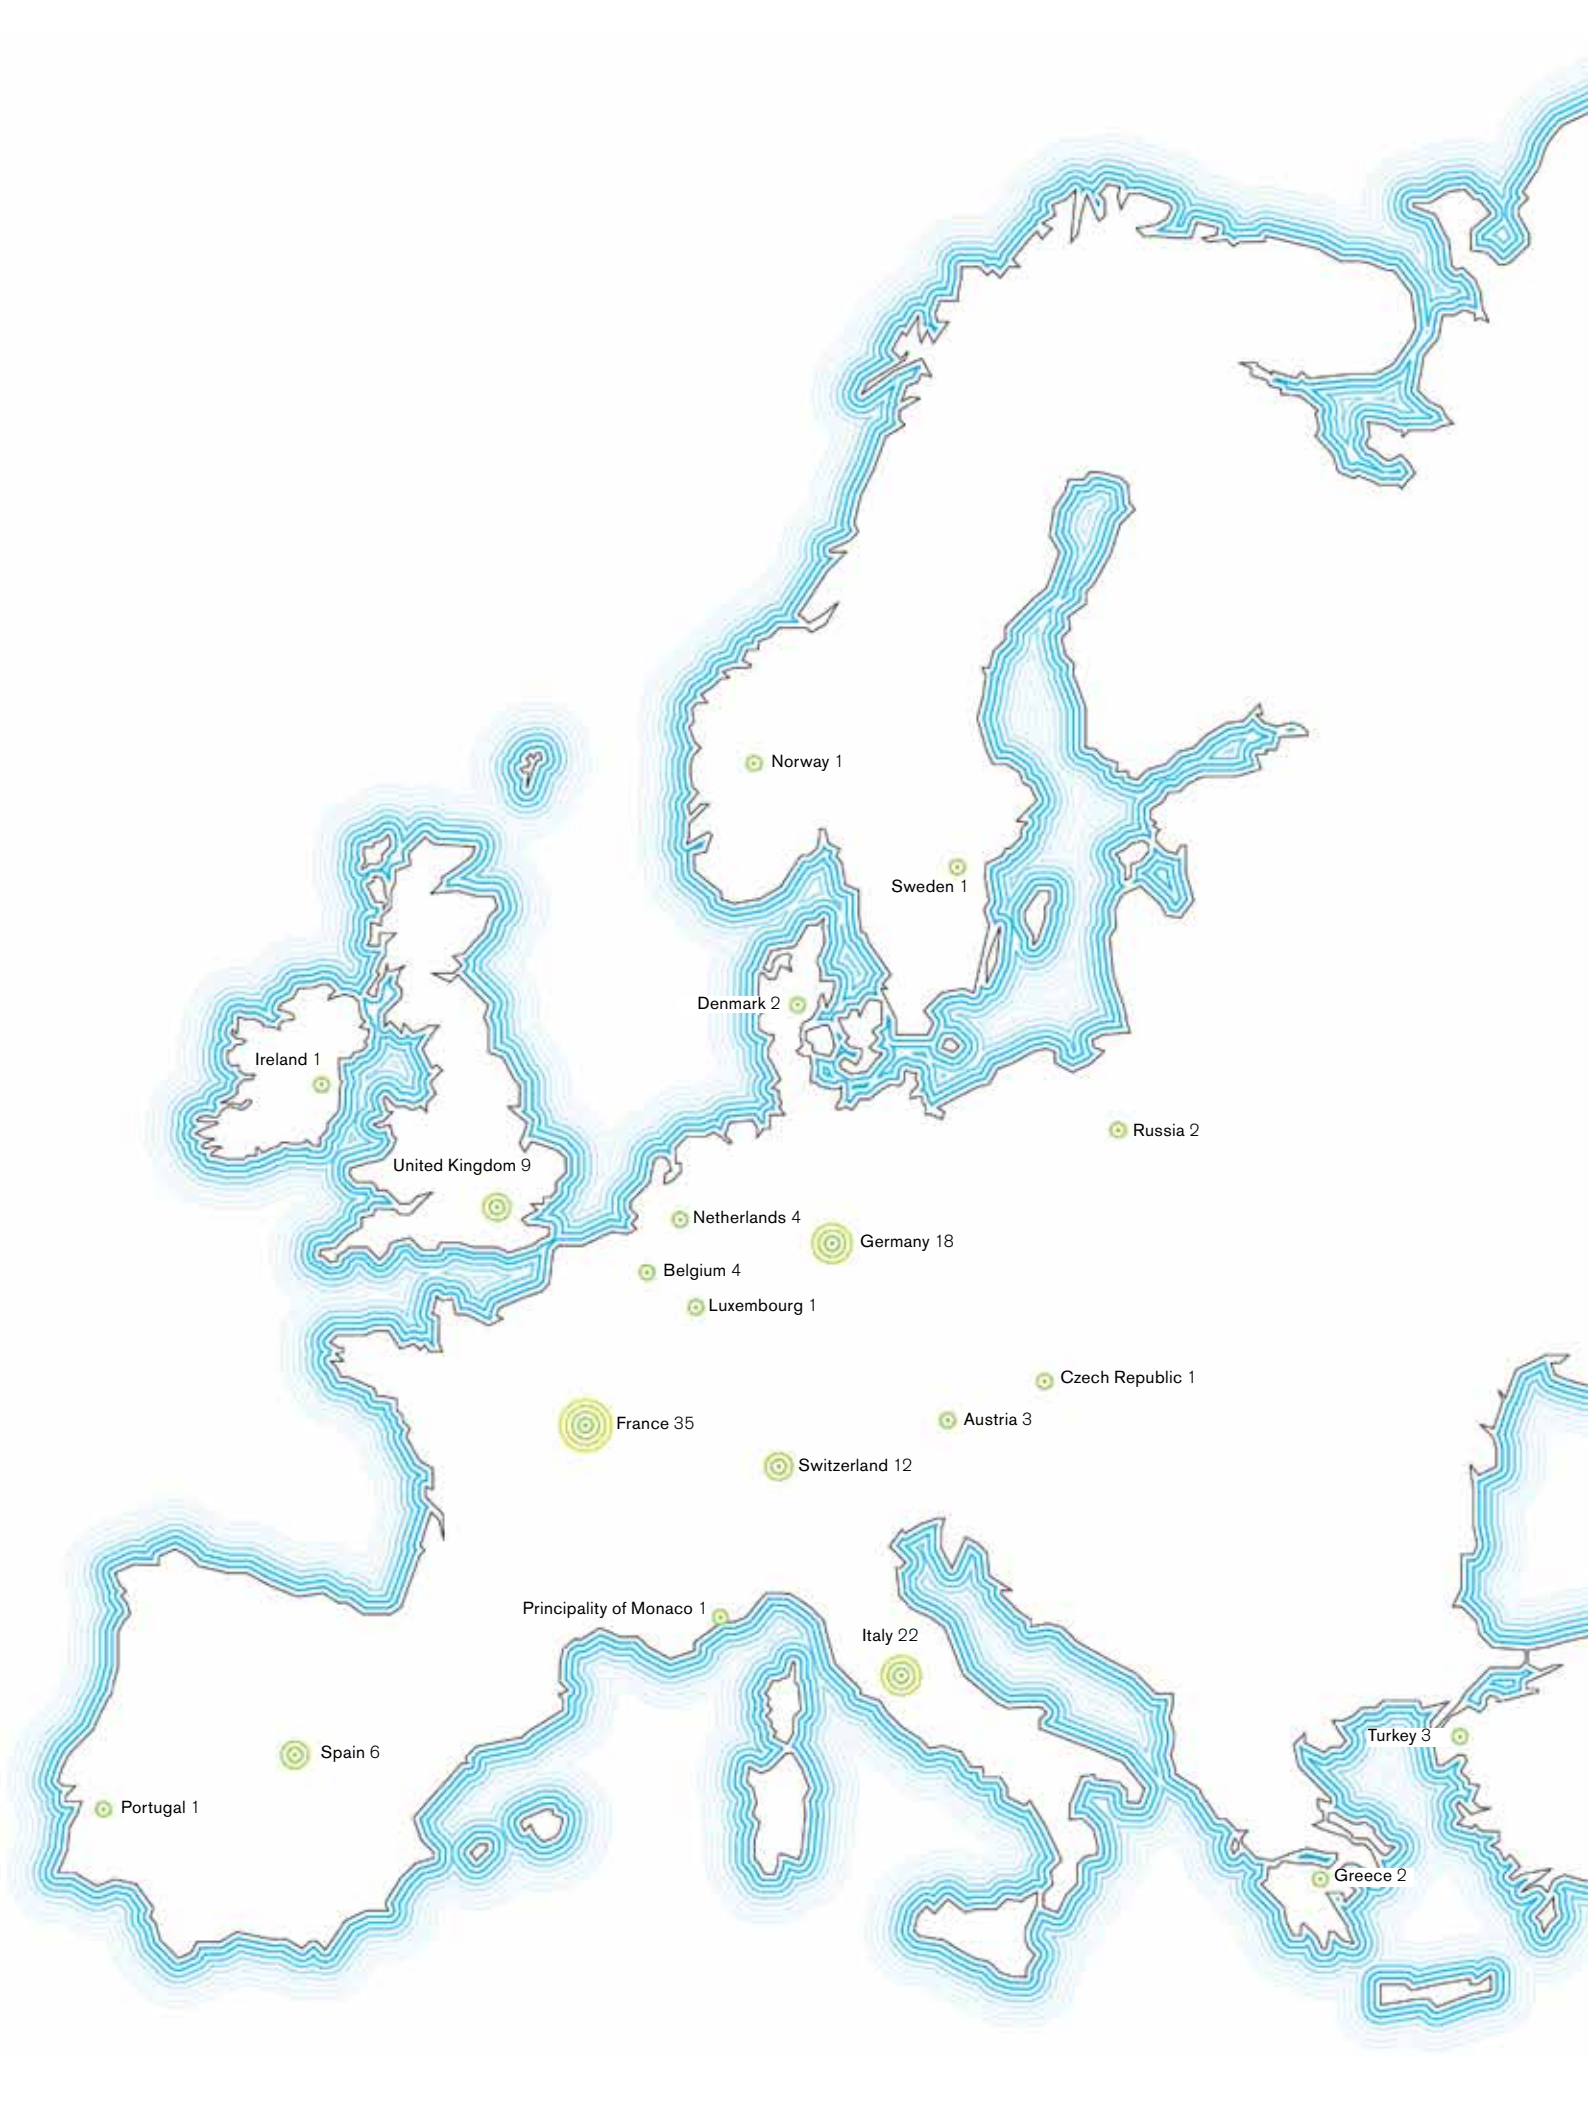 Norway 1
Sweden 1
Denmark 2
Ireland 1
Russia 2
United Kingdom 9
Netherlands 4
Germany 18
Belgium 4
Luxembourg 1
Czech Republic 1
Austria 3
France 35
Switzerland 12
Principality of Monaco 1
Italy 22
Turkey 3
Spain 6
Portugal 1
Greece 2